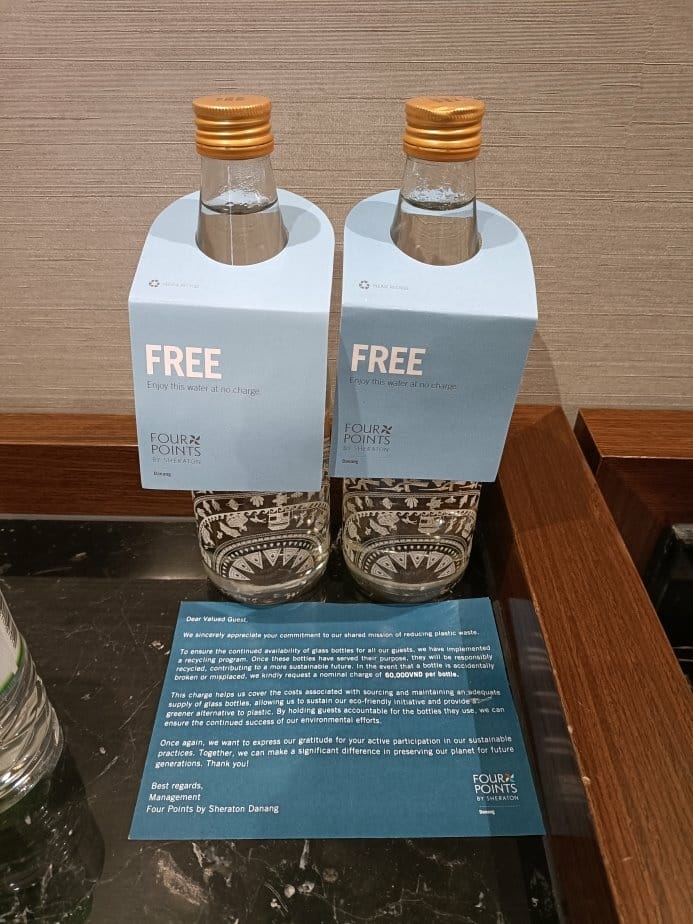 FREE
PLEASE RECYCLE
FREE
Enjoy this water at no charge.
FOUR
POINTS
BY SHERATON
Danang
PLEASE RECYCLE
FREE
Enjoy this water at no charge.
FOUR
POINTS
BY SHERATON
Danang
Dear Valued Guest,
We sincerely appreciate your commitment to our shared mission of reducing plastic waste.
To ensure the continued availability of glass bottles for all our guests, we have implemented
a recycling program. Once these bottles have served their purpose, they will be responsibly
recycled, contributing to a more sustainable future. In the event that a bottle is accidentally
broken or misplaced, we kindly request a nominal charge of 60,000VND per bottle.
This charge helps us cover the costs associated with sourcing and maintaining an adequate
supply of glass bottles, allowing us to sustain our eco-friendly initiative and provide a
greener alternative to plastic. By holding guests accountable for the bottles they use, we can
ensure the continued success of our environmental efforts.
Once again, we want to express our gratitude for your active participation in our sustainable
practices. Together, we can make a significant difference in preserving our planet for future
generations. Thank you!
Best regards,
Management
Four Points by Sheraton Danang
FOUR
POINTS
BY SHERATON
Danang